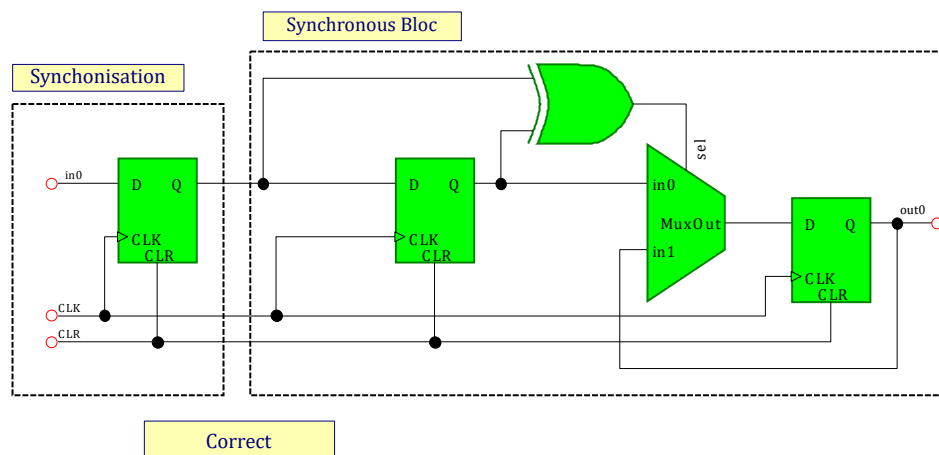 Synchronous Bloc
Synchonisation
sel
in0
D Q
CLK
CLR
D Q
CLK
CLR
in0
MuxOut
in1
D Q
CLK
CLR
out0
CLK
CLR
Correct